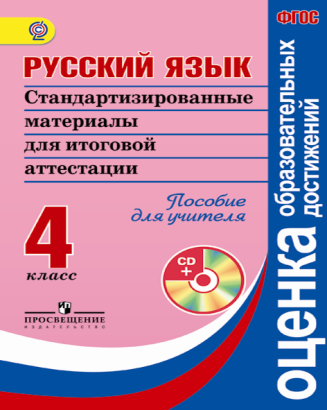 ФГОС
РУССКИЙ ЯЗЫК
Стандартизированные
материалы
для итоговой
аттестации
Пособие
для учителя
4
класс
CD
+
ПРОСВЕЩЕНИЕ
ИЗДАТЕЛЬСТВО
оценка
образовательных
достижений